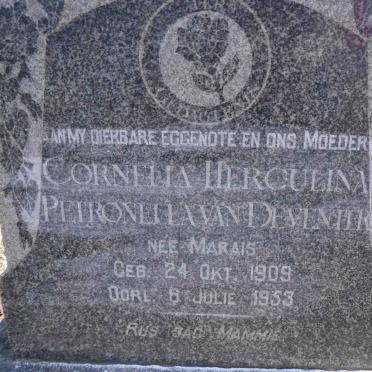 AN MY DIERBARE EGGENOTE EN ONS MOEDER
CORNELIA HERCULINA
PETRONELLA VAN DEVENTER
NEE MARAIS
GEB. 24 OKT. 1909
OORL. 6 JULIE 1953
"RUS SAG MAMMIE"